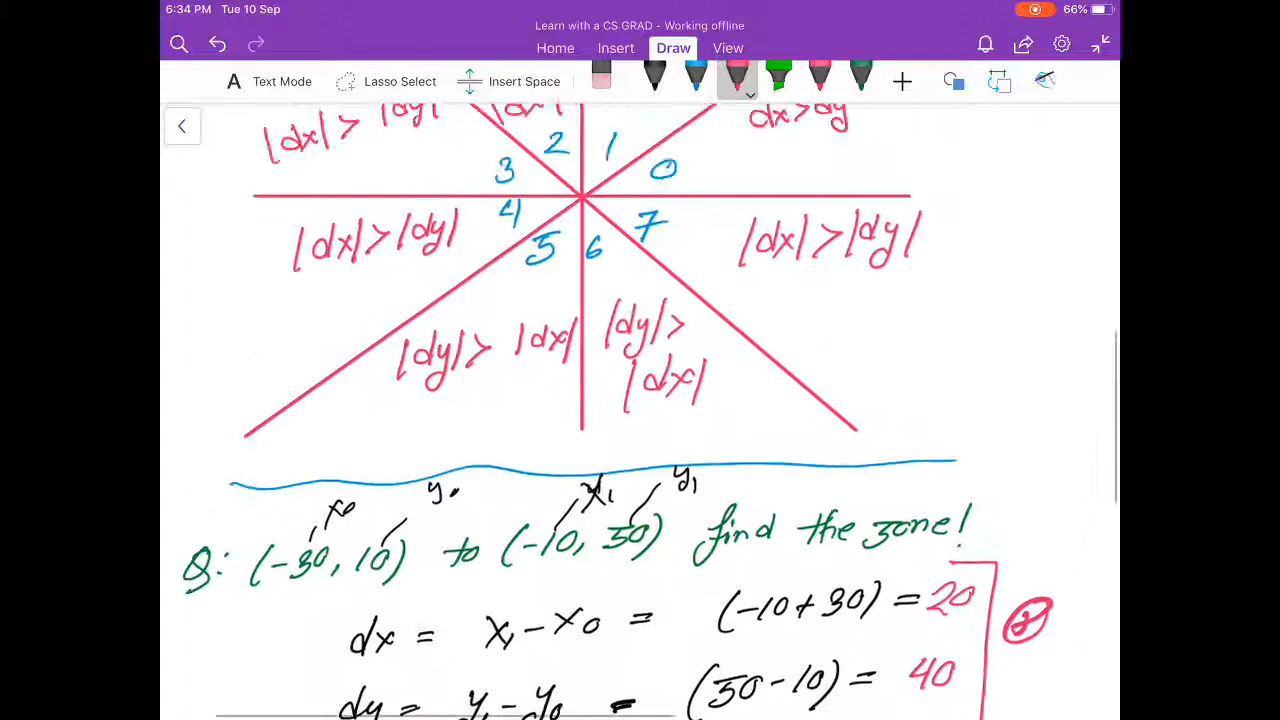 6:34 PM Tue 10 Sep
66%
Learn with a CS GRAD - Working offline
Home Insert Draw View
A Text Mode Lasso Select Insert Space
|dx| > |dy| |dx| dx>dy
2 1
3 0
4 7
5 6
|dx|>|dy| |dx|>|dy|
|dy|> |dx| |dy|>
|dx|
x0 y0 x1 y1
Q: (-30, 10) to (-10, 50) find the zone!
dx = x1-x0 = (-10+30) = 20
dy = y1-y0 = (50-10) = 40